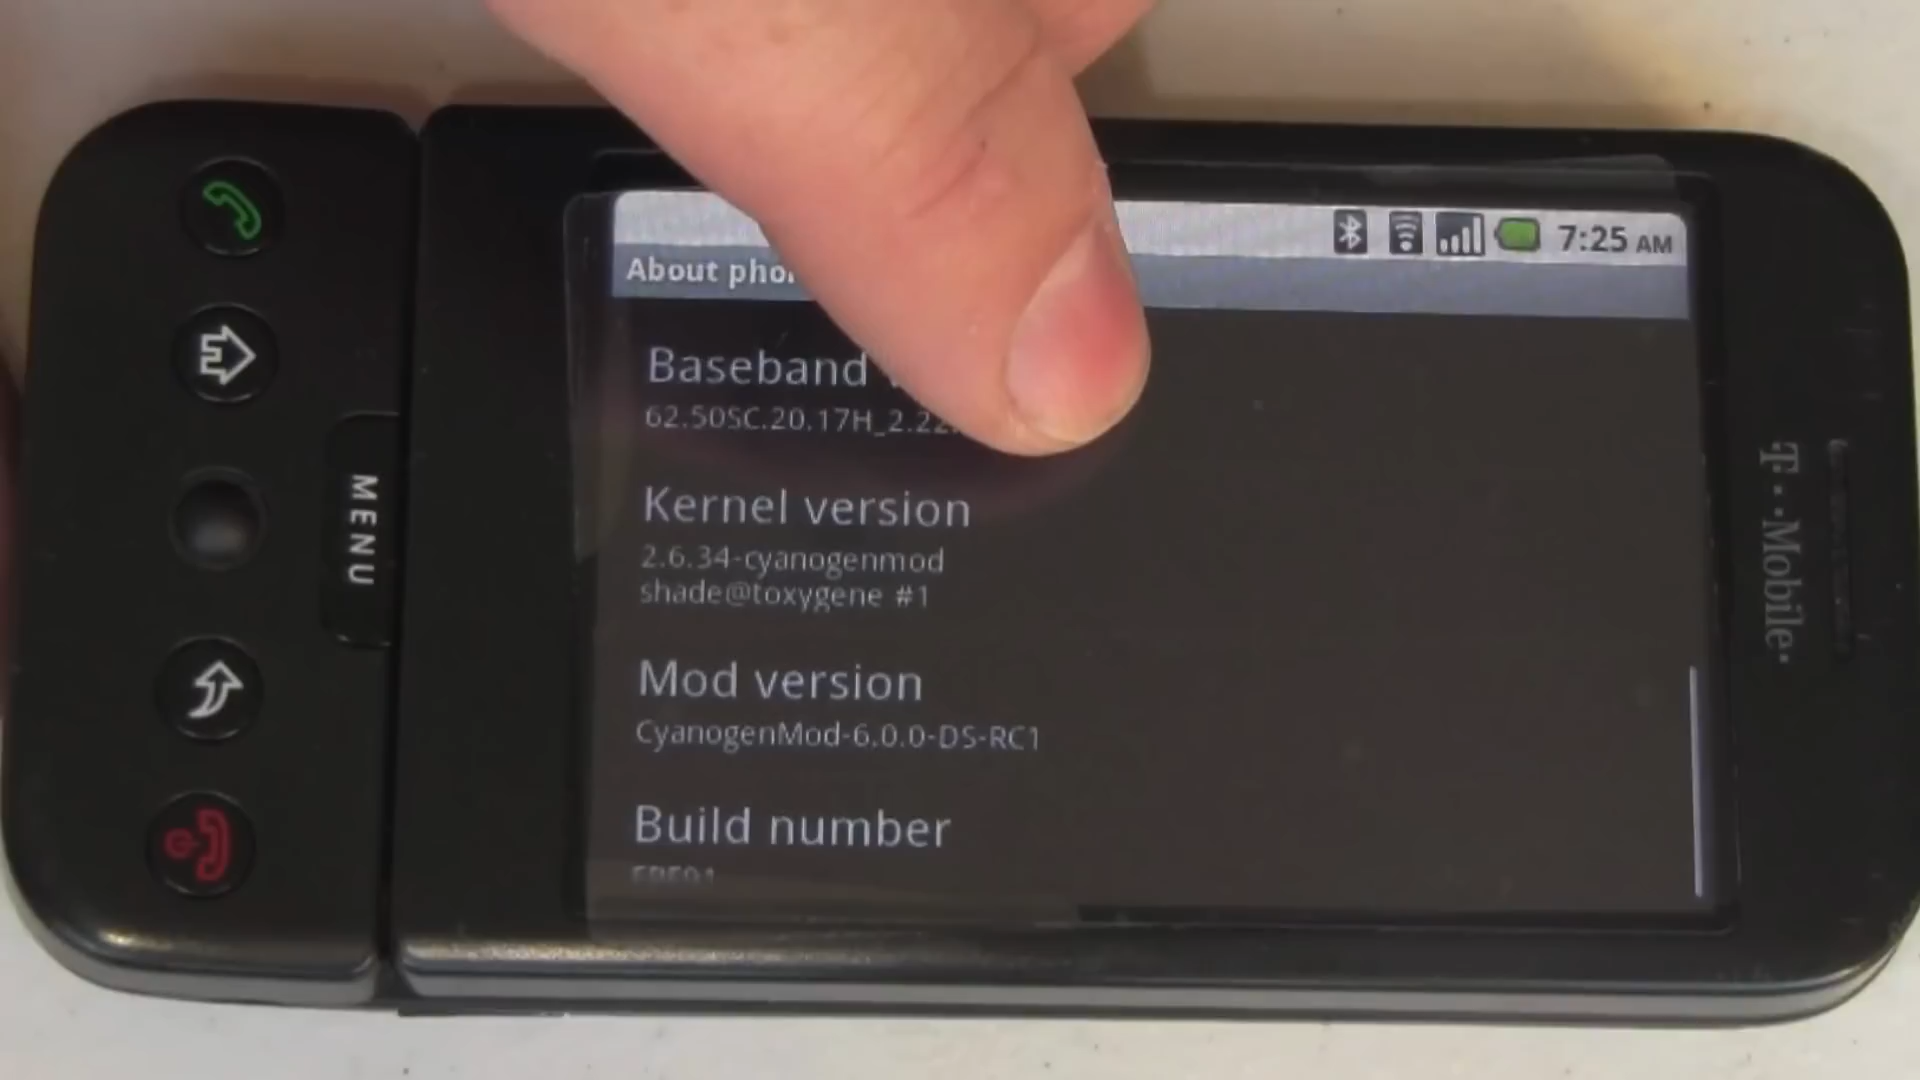 7:25 AM
About
Baseband
62.50SC.20.17H_2.22
Kernel version
2.6.34-cyanogenmod
shade@toxygene #1
Mod version
CyanogenMod-6.0.0-DS-RC1
Build number
MENU
T··Mobile·